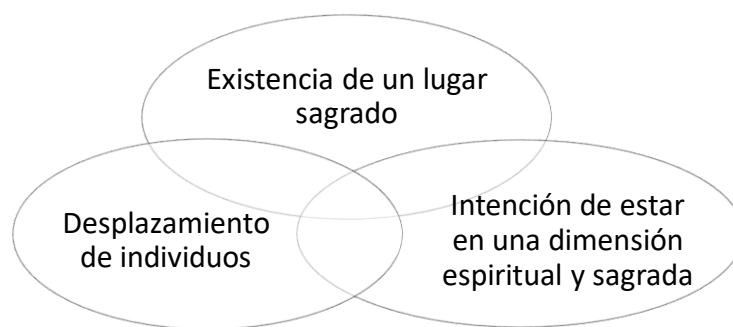 Existencia de un lugar
sagrado
Desplazamiento
de individuos
Intención de estar
en una dimensión
espiritual y sagrada